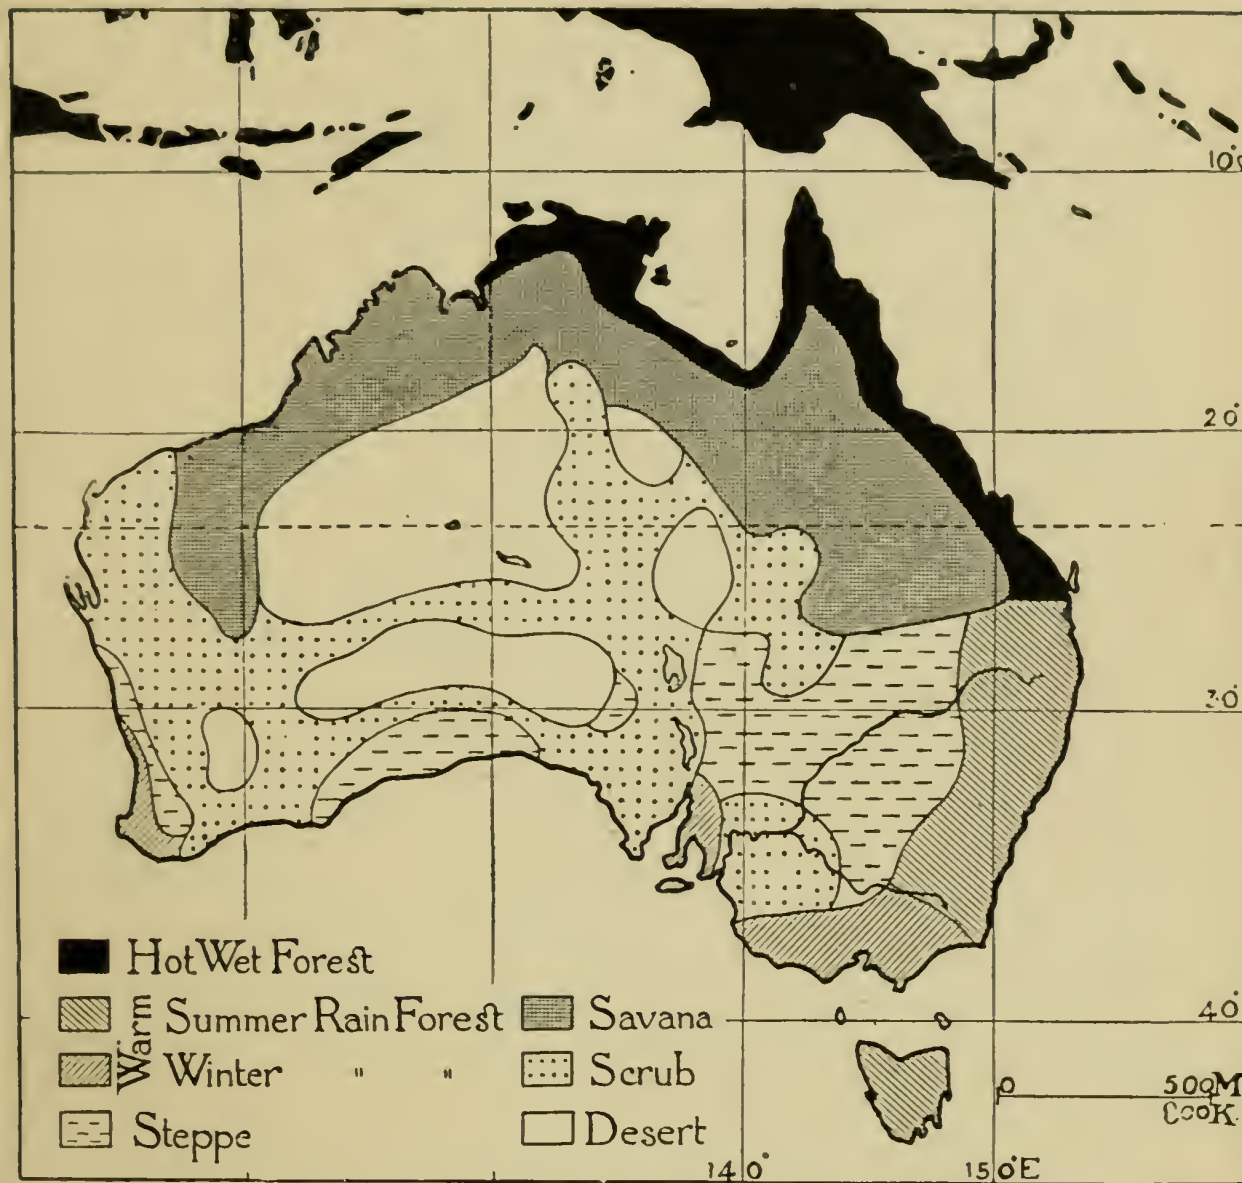 10°
20°
30°
40°
140°
150°E
Hot Wet Forest
Warm
Summer Rain Forest
Winter " "
Steppe
Savana
Scrub
Desert
0 500M
COOK.